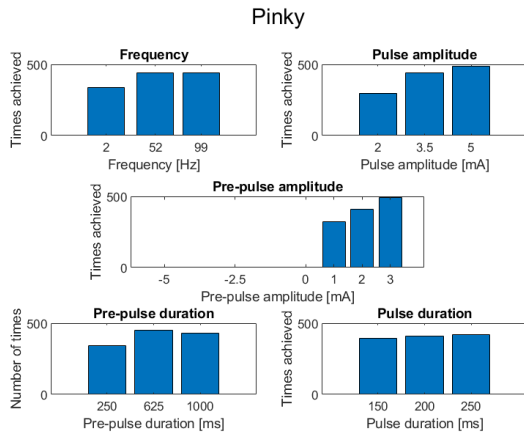 Pinky
Frequency
Times achieved
500
0
2 52 99
Frequency [Hz]
Pulse amplitude
Times achieved
500
0
2 3.5 5
Pulse amplitude [mA]
Pre-pulse amplitude
Times achieved
500
0
-5 -2.5 0 1 2 3
Pre-pulse amplitude [mA]
Pre-pulse duration
Number of times
500
0
250 625 1000
Pre-pulse duration [ms]
Pulse duration
Times achieved
500
0
150 200 250
Pulse duration [ms]